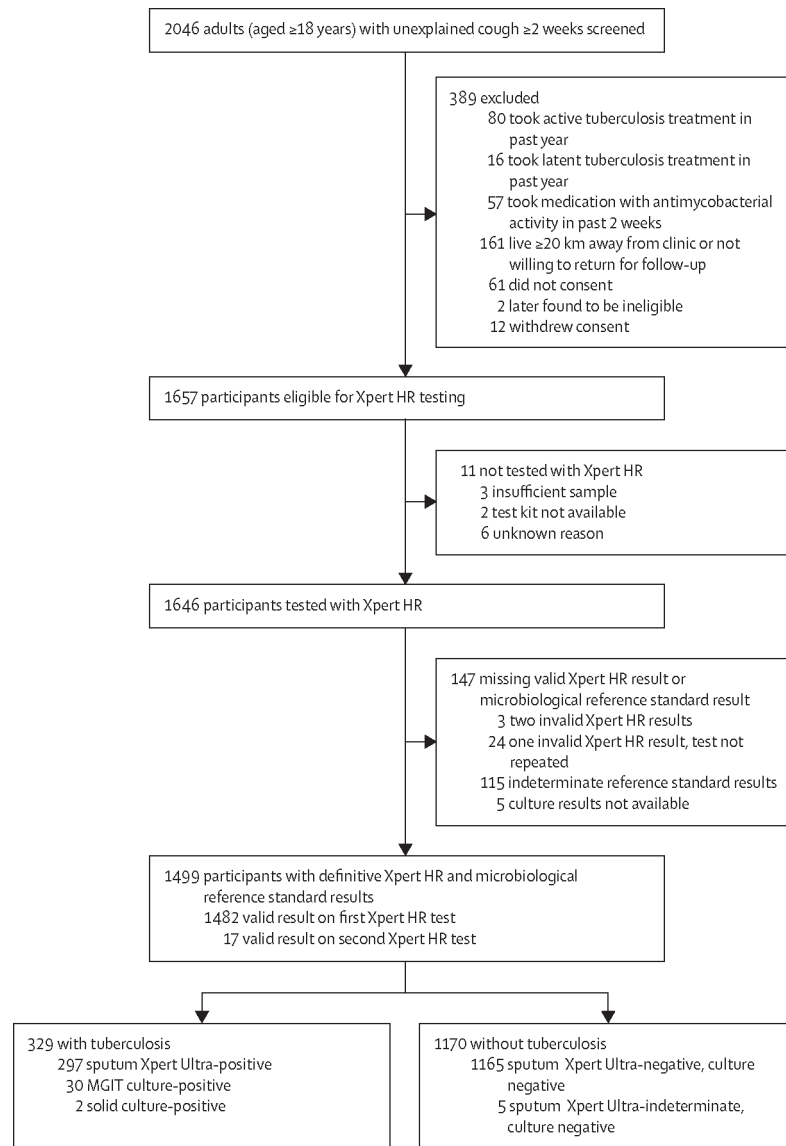 2046 adults (aged ≥18 years) with unexplained cough ≥2 weeks screened
389 excluded
80 took active tuberculosis treatment in
past year
16 took latent tuberculosis treatment in
past year
57 took medication with antimycobacterial
activity in past 2 weeks
161 live ≥20 km away from clinic or not
willing to return for follow-up
61 did not consent
2 later found to be ineligible
12 withdrew consent
1657 participants eligible for Xpert HR testing
11 not tested with Xpert HR
3 insufficient sample
2 test kit not available
6 unknown reason
1646 participants tested with Xpert HR
147 missing valid Xpert HR result or
microbiological reference standard result
3 two invalid Xpert HR results
24 one invalid Xpert HR result, test not
repeated
115 indeterminate reference standard results
5 culture results not available
1499 participants with definitive Xpert HR and microbiological
reference standard results
1482 valid result on first Xpert HR test
17 valid result on second Xpert HR test
329 with tuberculosis
297 sputum Xpert Ultra-positive
30 MGIT culture-positive
2 solid culture-positive
1170 without tuberculosis
1165 sputum Xpert Ultra-negative, culture
negative
5 sputum Xpert Ultra-indeterminate,
culture negative